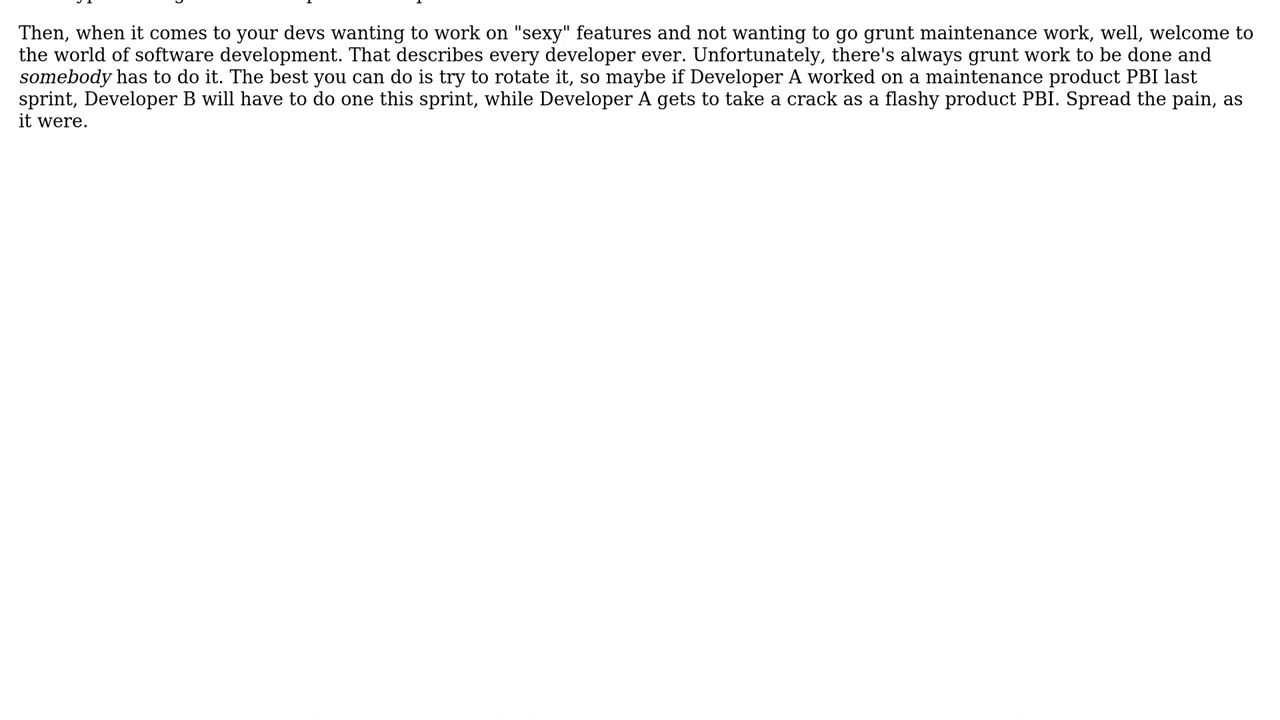 Then, when it comes to your devs wanting to work on "sexy" features and not wanting to go grunt maintenance work, well, welcome to
the world of software development. That describes every developer ever. Unfortunately, there's always grunt work to be done and
somebody has to do it. The best you can do is try to rotate it, so maybe if Developer A worked on a maintenance product PBI last
sprint, Developer B will have to do one this sprint, while Developer A gets to take a crack as a flashy product PBI. Spread the pain, as
it were.